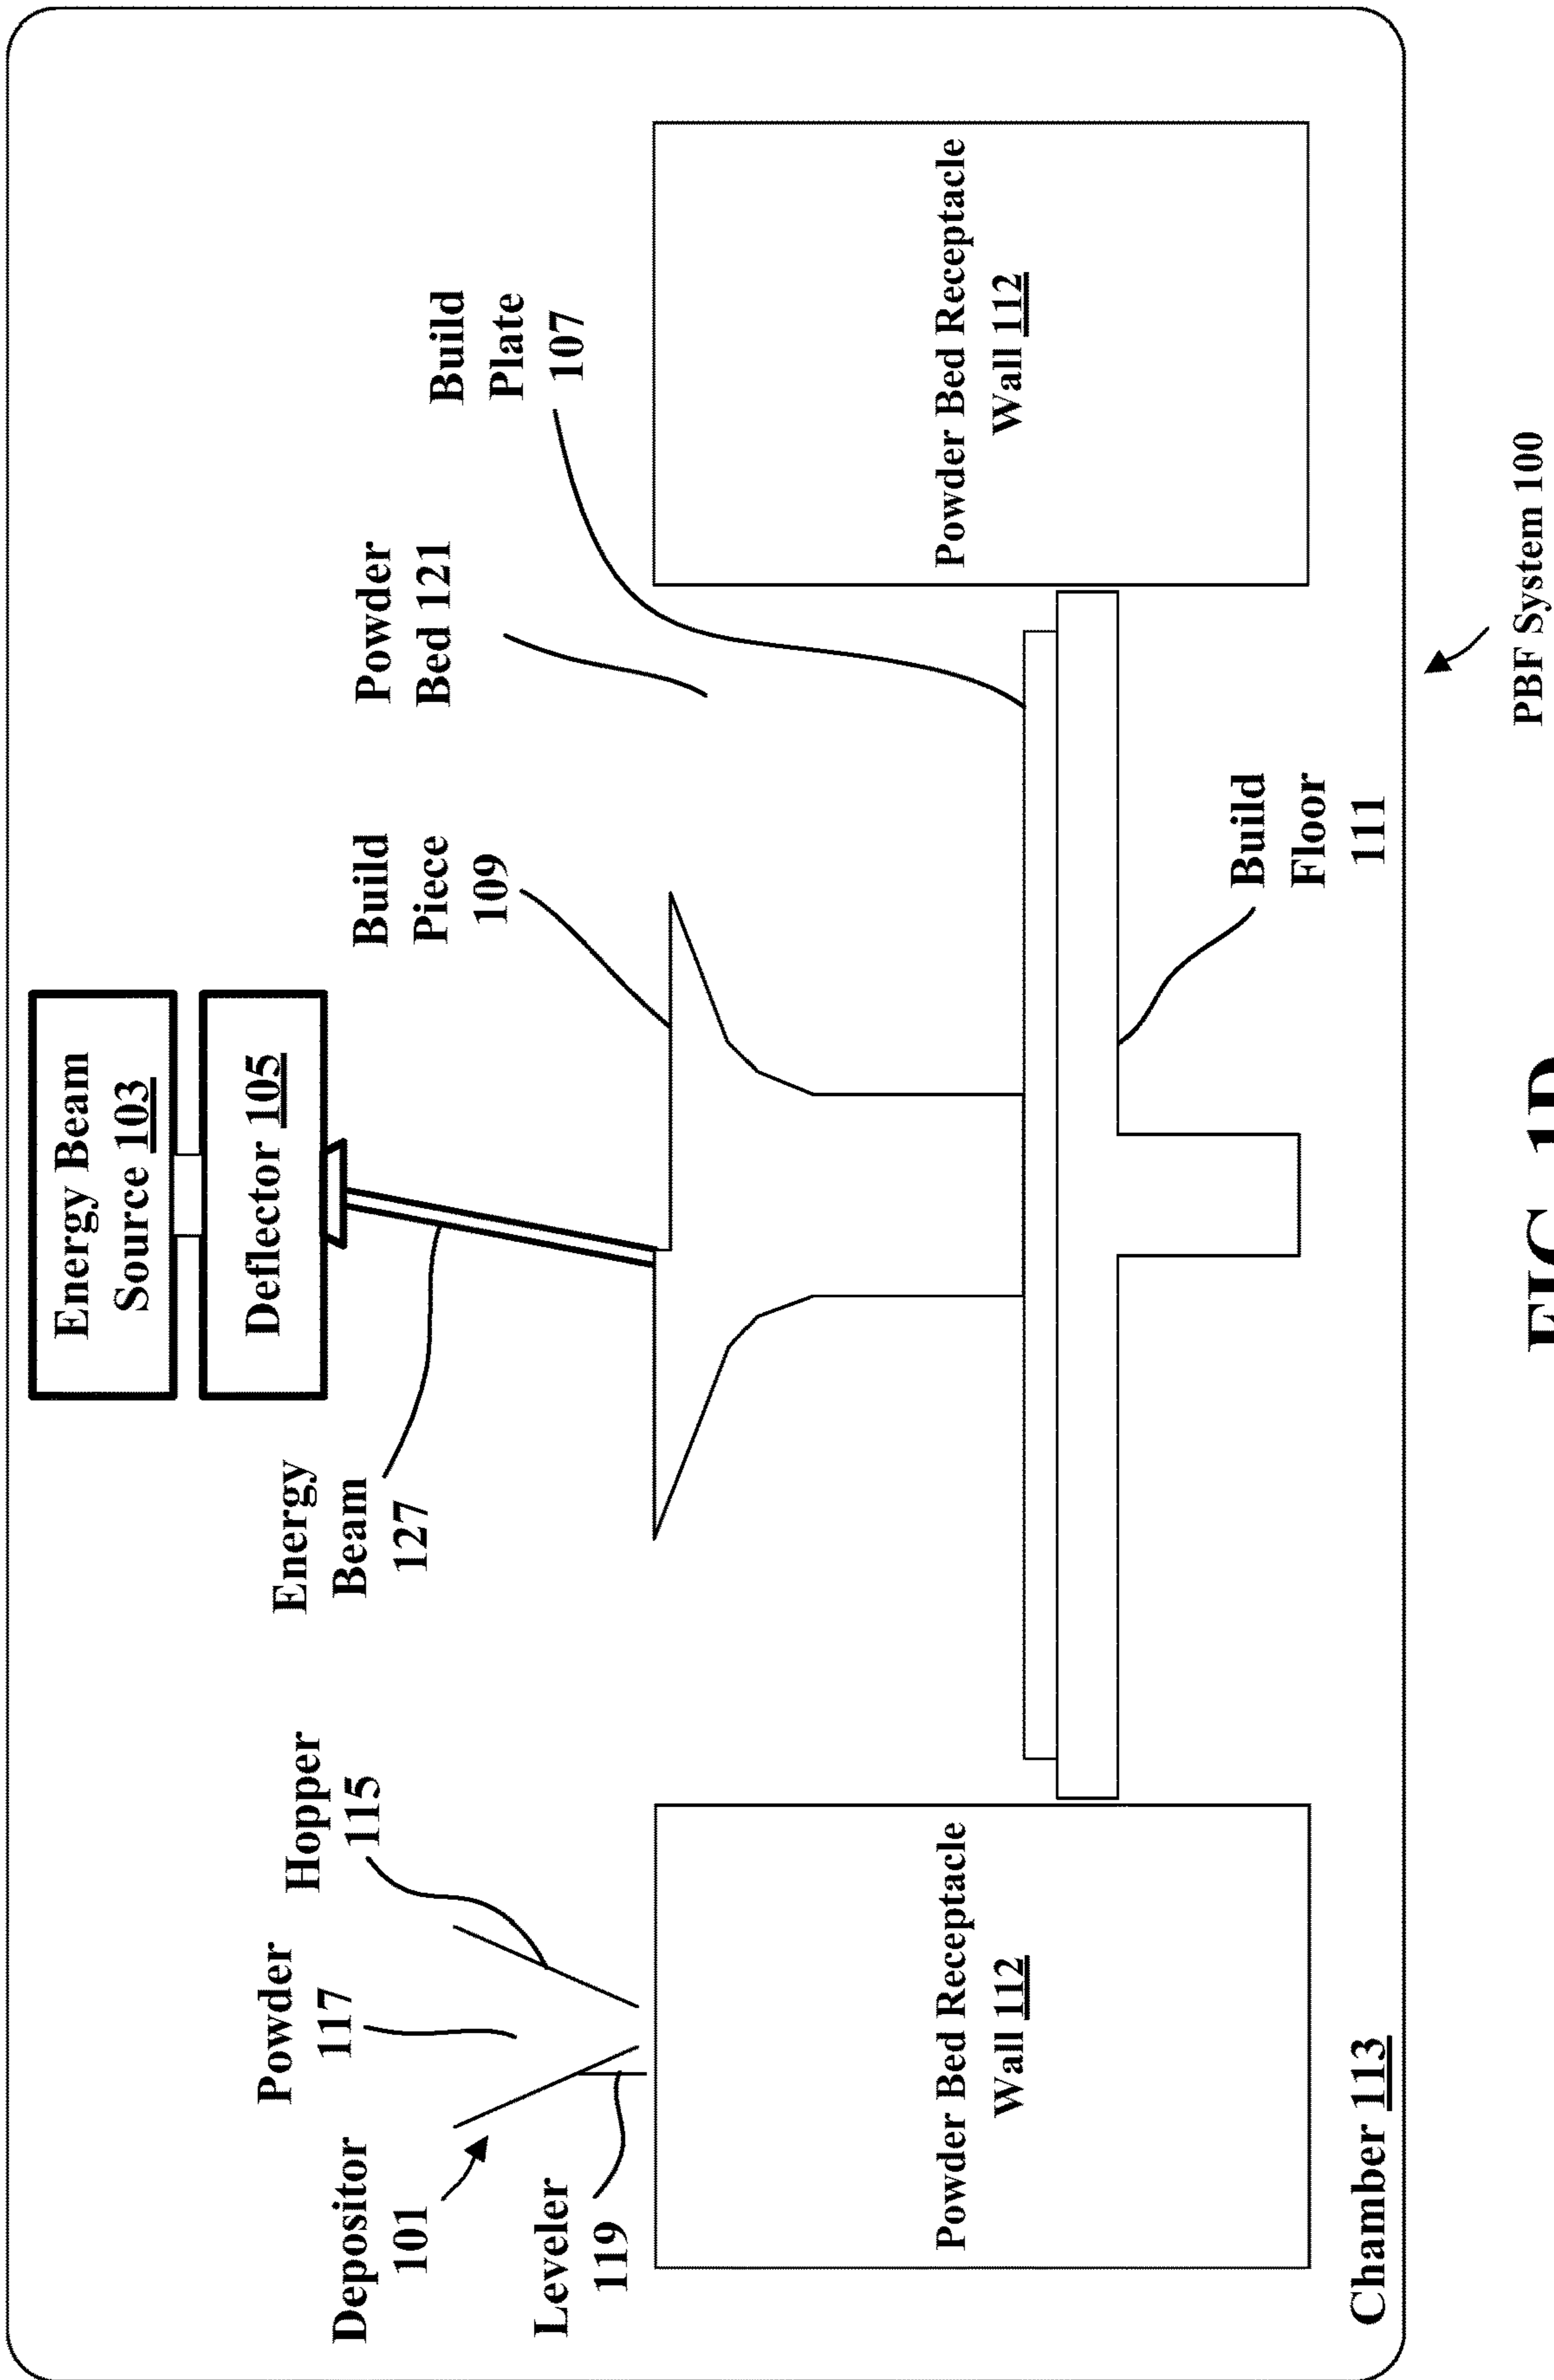 Energy Beam
Source 103
Deflector 105
Energy
Beam
127
Powder
117
Hopper
115
Depositor
101
Leveler
119
Build
Piece
109
Powder
Bed 121
Build
Plate
107
Powder Bed Receptacle
Wall 112
Powder Bed Receptacle
Wall 112
Build
Floor
111
Chamber 113
PBF System 100
FIG. 1D